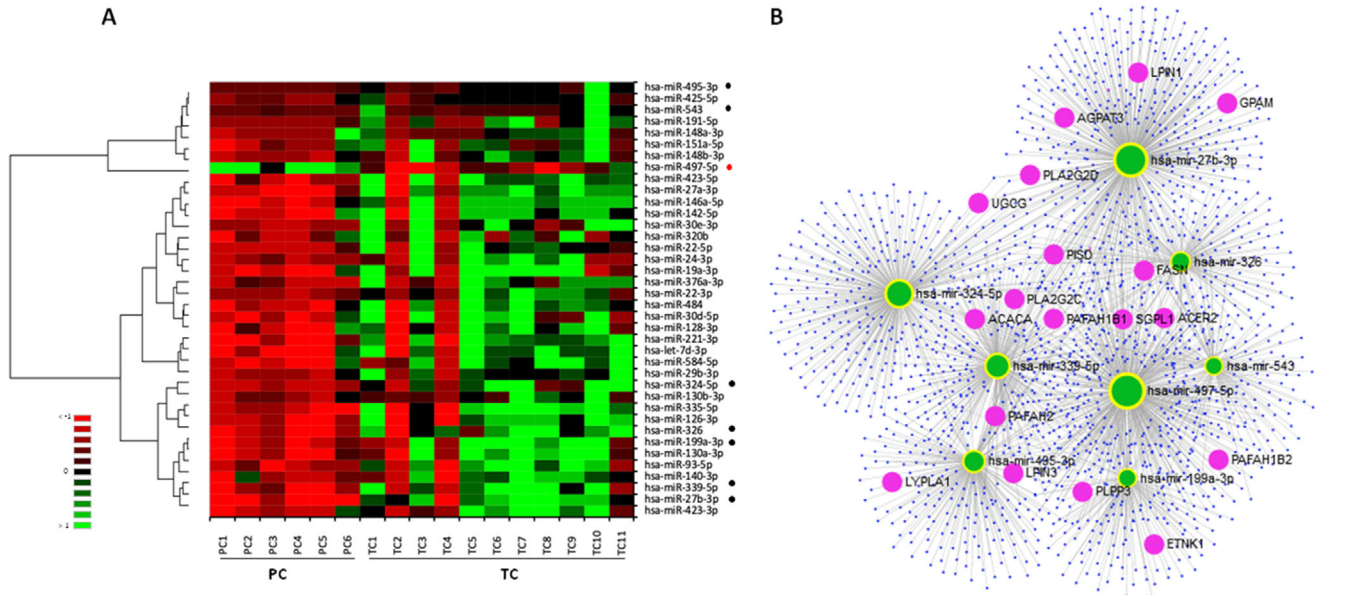 A
hsa-miR-495-3p
hsa-miR-425-5p
hsa-miR-543
hsa-miR-191-5p
hsa-miR-148a-3p
hsa-miR-151a-5p
hsa-miR-148b-3p
hsa-miR-497-5p
hsa-miR-423-5p
hsa-miR-27a-3p
hsa-miR-146a-5p
hsa-miR-142-5p
hsa-miR-30e-3p
hsa-miR-320b
hsa-miR-22-5p
hsa-miR-24-3p
hsa-miR-19a-3p
hsa-miR-376a-3p
hsa-miR-22-3p
hsa-miR-484
hsa-miR-30d-5p
hsa-miR-128-3p
hsa-miR-221-3p
hsa-let-7d-3p
hsa-miR-584-5p
hsa-miR-29b-3p
hsa-miR-324-5p
hsa-miR-130b-3p
hsa-miR-335-5p
hsa-miR-126-3p
hsa-miR-326
hsa-miR-199a-3p
hsa-miR-130a-3p
hsa-miR-93-5p
hsa-miR-140-3p
hsa-miR-339-5p
hsa-miR-27b-3p
hsa-miR-423-3p
< -1
0
> 1
PC1 PC2 PC3 PC4 PC5 PC6 TC1 TC2 TC3 TC4 TC5 TC6 TC7 TC8 TC9 TC10 TC11
PC TC
B
LPIN1
GPAM
AGPAT3
hsa-mir-27b-3p
PLA2G2D
UGCG
PISD
hsa-mir-326
FASN
hsa-mir-324-5p
PLA2G2C
ACACA
PAFAH1B1
SGPL1
ACER2
hsa-mir-339-5p
hsa-mir-543
hsa-mir-497-5p
PAFAH2
hsa-mir-495-3p
PAFAH1B2
LPIN3
LYPLA1
hsa-mir-199a-3p
PLPP3
ETNK1